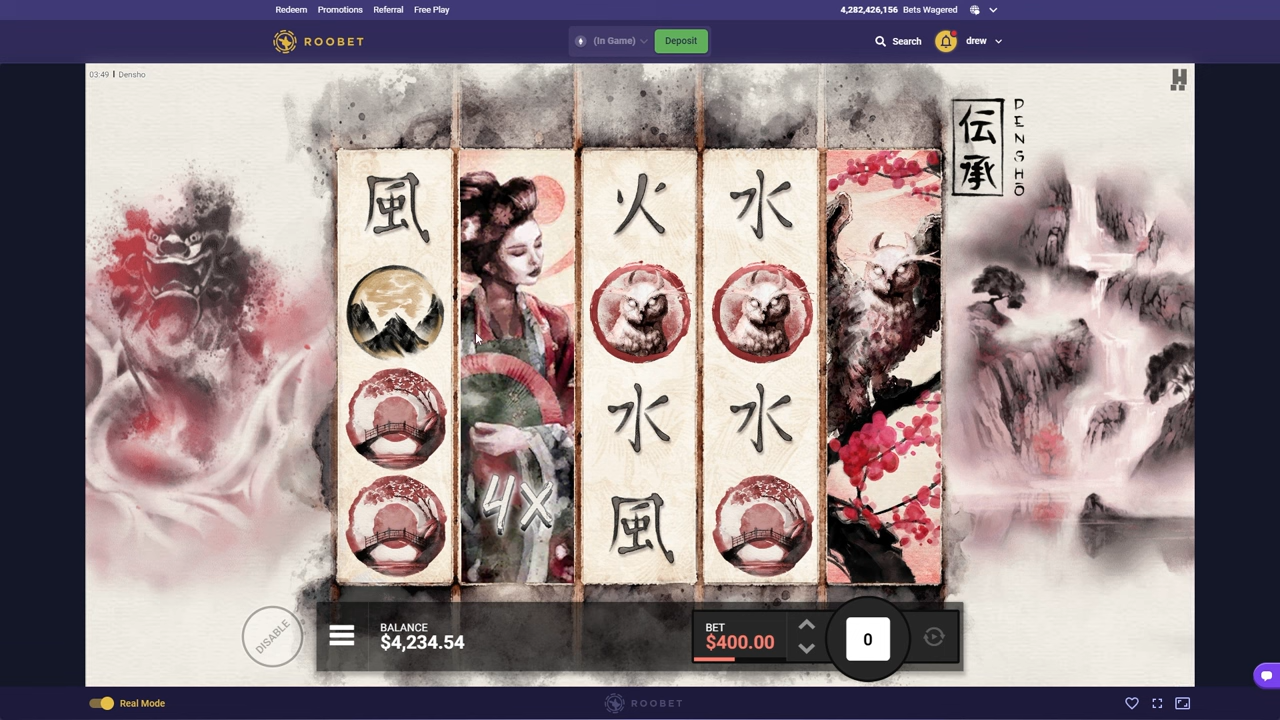 Redeem Promotions Referral Free Play
4,282,426,156 Bets Wagered
ROOBET
(In Game)
Deposit
Search
drew
03:49 | Densho
伝承
DENSHŌ
風
火
水
水
水
風
4X
DISABLE
BALANCE
$4,234.54
BET
$400.00
0
Real Mode
ROOBET